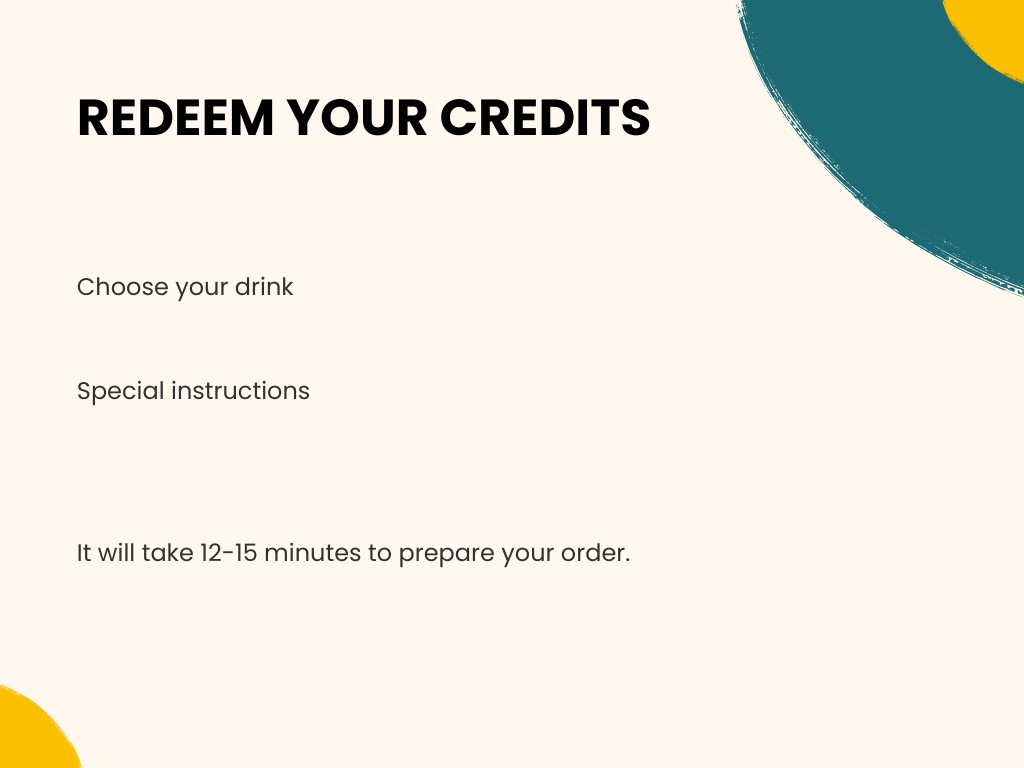 REDEEM YOUR CREDITS
Choose your drink
Special instructions
It will take 12-15 minutes to prepare your order.